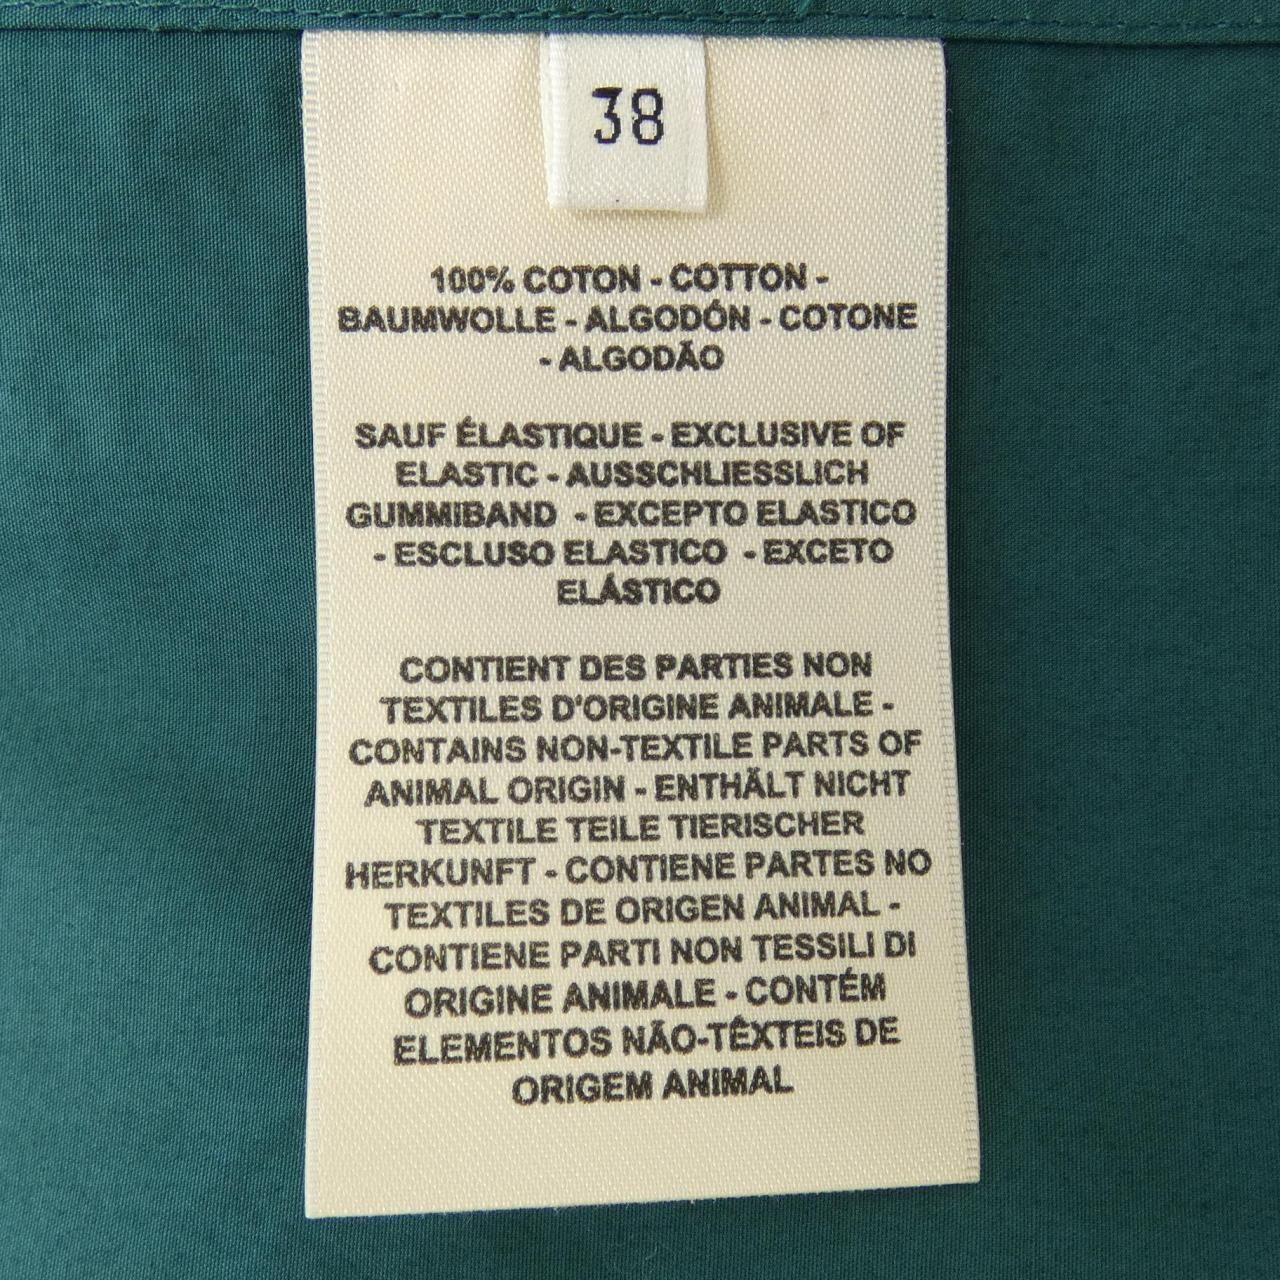 38
100% COTON - COTTON -
BAUMWOLLE - ALGODÓN - COTONE
- ALGODÃO
SAUF ÉLASTIQUE - EXCLUSIVE OF
ELASTIC - AUSSCHLIESSLICH
GUMMIBAND - EXCEPTO ELASTICO
- ESCLUSO ELASTICO - EXCETO
ELÁSTICO
CONTIENT DES PARTIES NON
TEXTILES D'ORIGINE ANIMALE -
CONTAINS NON-TEXTILE PARTS OF
ANIMAL ORIGIN - ENTHÄLT NICHT
TEXTILE TEILE TIERISCHER
HERKUNFT - CONTIENE PARTES NO
TEXTILES DE ORIGEN ANIMAL -
CONTIENE PARTI NON TESSILI DI
ORIGINE ANIMALE - CONTÉM
ELEMENTOS NÃO-TÊXTEIS DE
ORIGEM ANIMAL